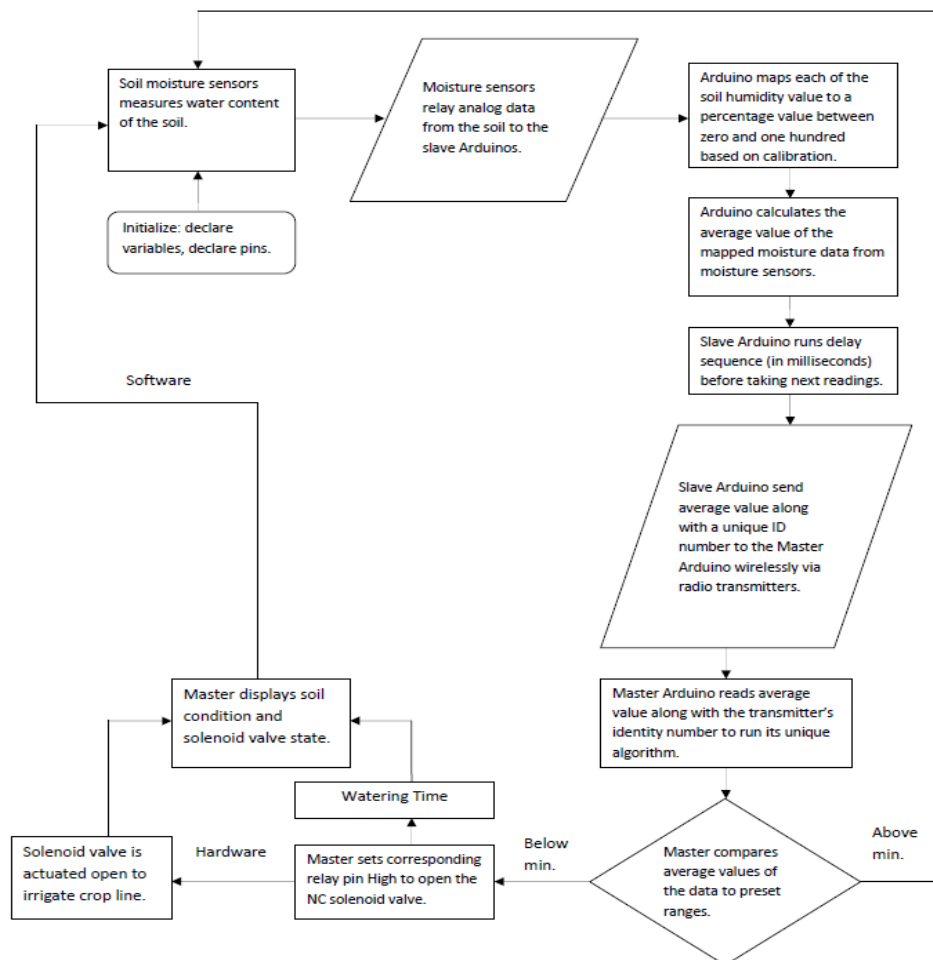 Soil moisture sensors
measures water content
of the soil.
Moisture sensors
relay analog data
from the soil to the
slave Arduinos.
Arduino maps each of the
soil humidity value to a
percentage value between
zero and one hundred
based on calibration.
Initialize: declare
variables, declare pins.
Arduino calculates the
average value of the
mapped moisture data from
moisture sensors.
Slave Arduino runs delay
sequence (in milliseconds)
before taking next readings.
Software
Slave Arduino send
average value along
with a unique ID
number to the Master
Arduino wirelessly via
radio transmitters.
Master displays soil
condition and
solenoid valve state.
Master Arduino reads average
value along with the transmitter's
identity number to run its unique
algorithm.
Watering Time
Solenoid valve is
actuated open to
irrigate crop line.
Hardware
Master sets corresponding
relay pin High to open the
NC solenoid valve.
Below
min.
Master compares
average values of
the data to preset
ranges.
Above
min.